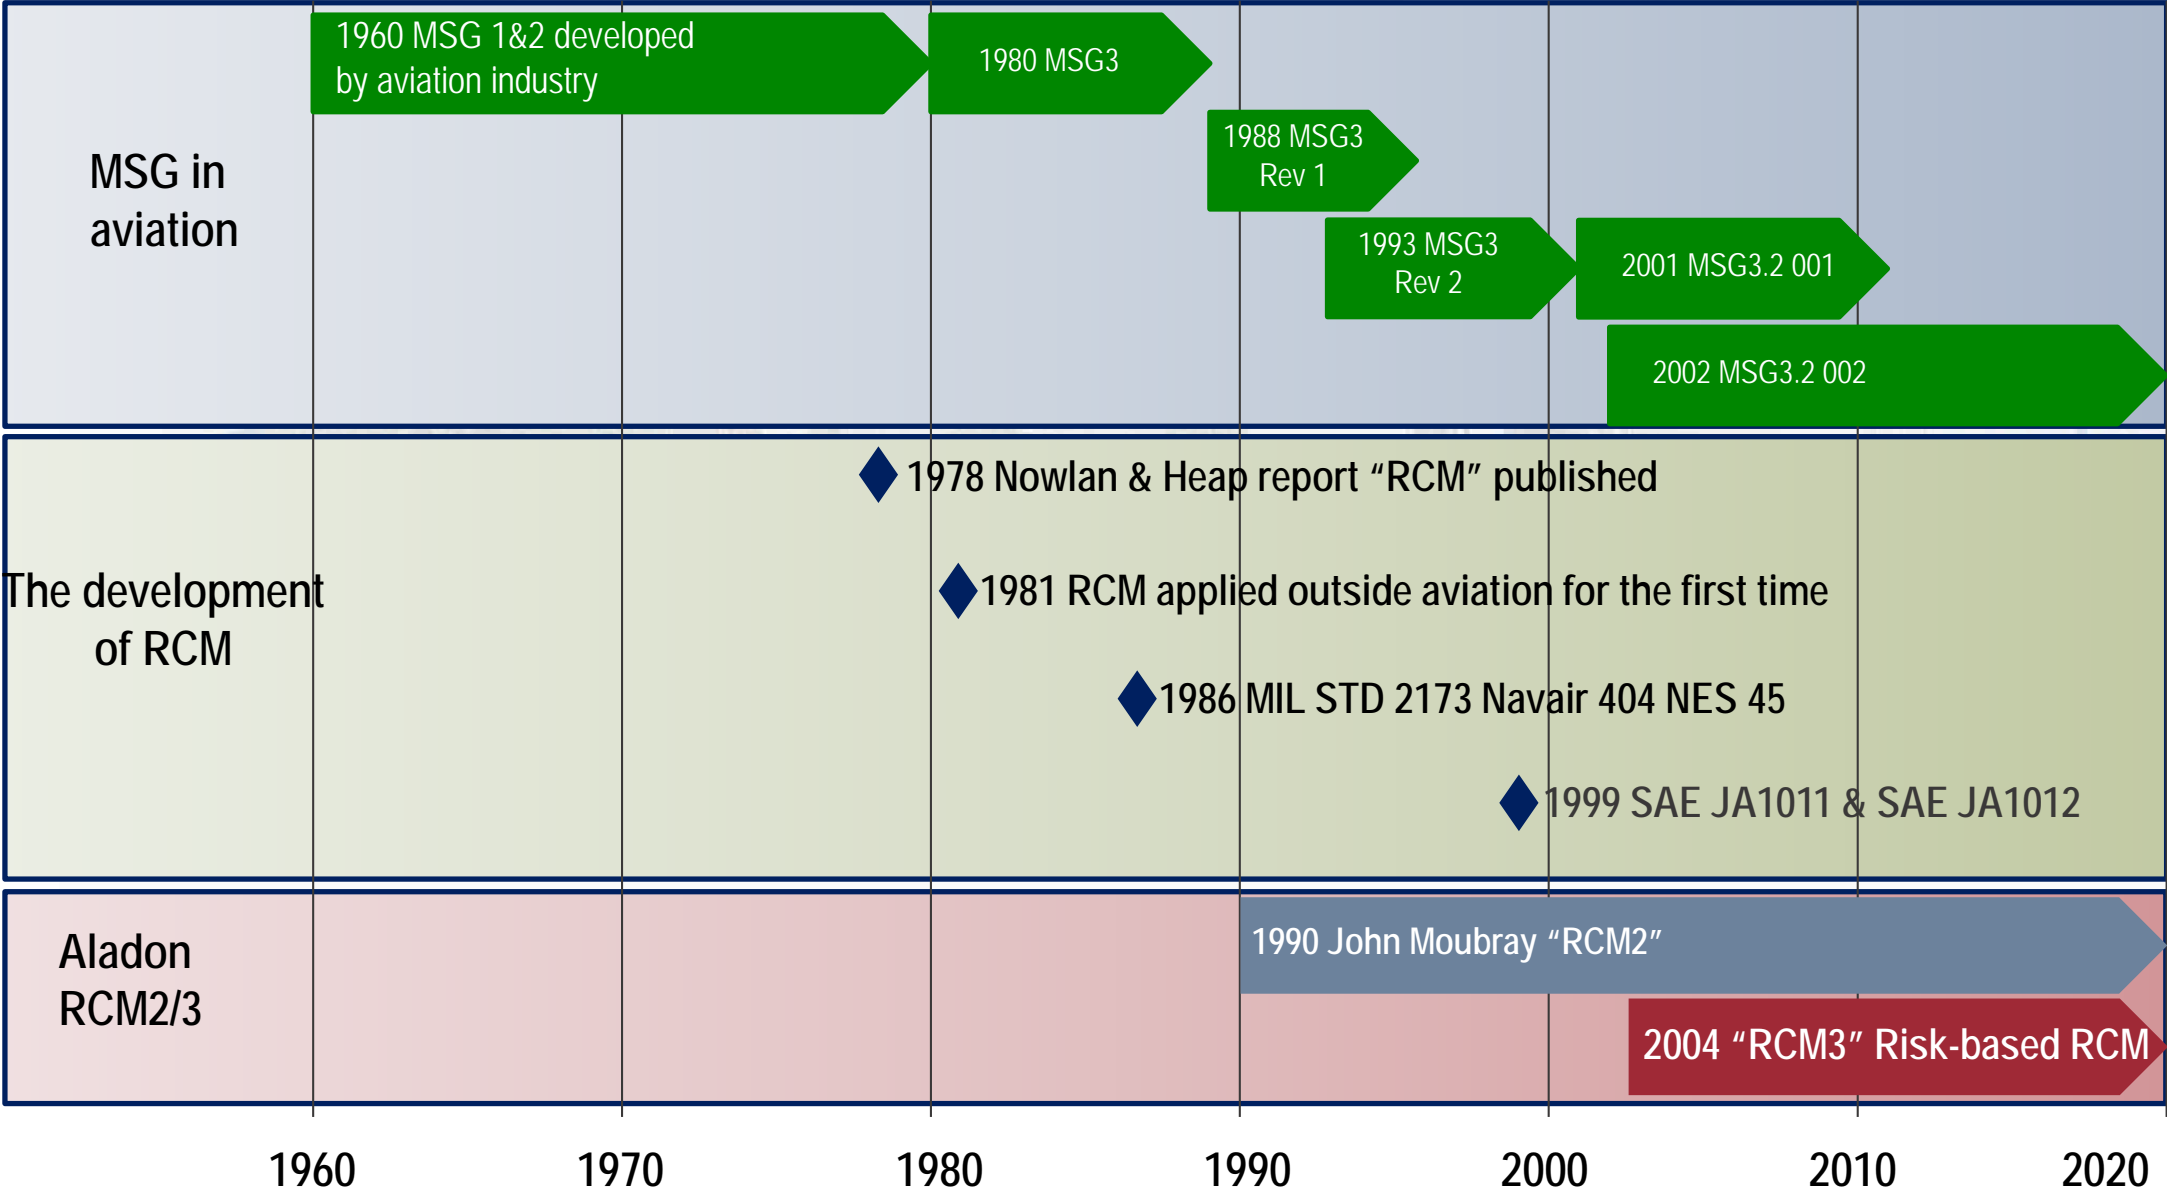 1960 MSG 1&2 developed
by aviation industry
1980 MSG3
1988 MSG3
Rev 1
MSG in
aviation
1993 MSG3
Rev 2
2001 MSG3.2 001
2002 MSG3.2 002
1978 Nowlan & Heap report “RCM” published
The development
of RCM
1981 RCM applied outside aviation for the first time
1986 MIL STD 2173 Navair 404 NES 45
1999 SAE JA1011 & SAE JA1012
Aladon
RCM2/3
1990 John Moubray “RCM2”
2004 “RCM3” Risk-based RCM
1960 1970 1980 1990 2000 2010 2020